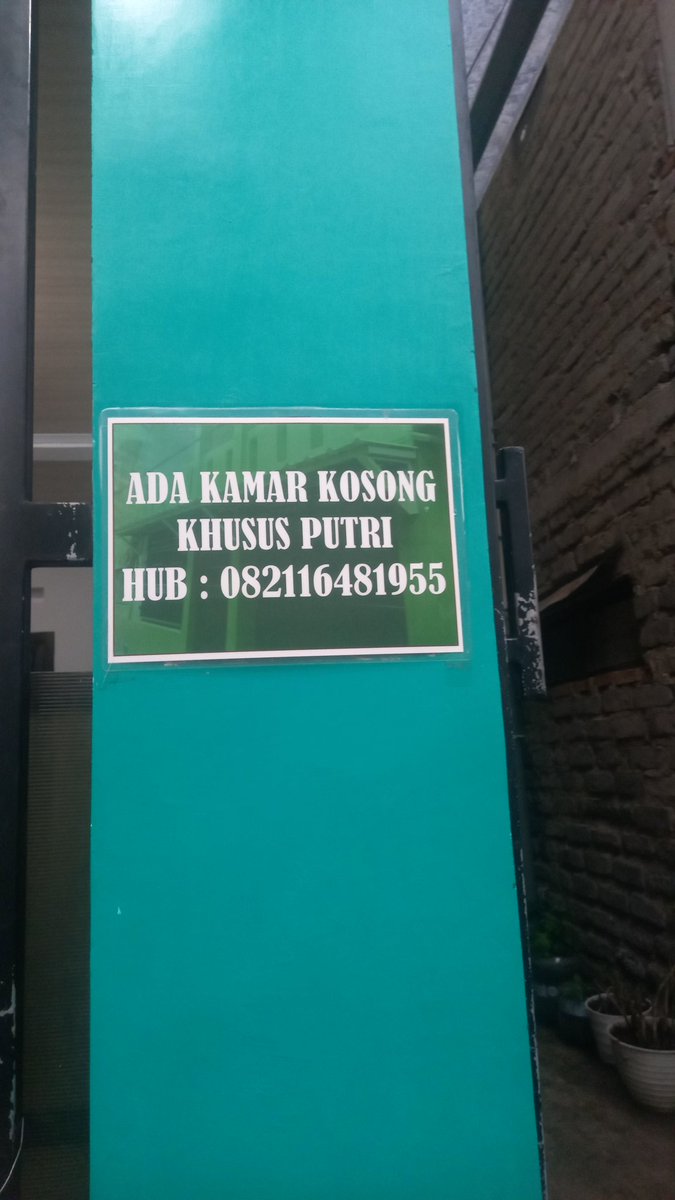 ADA KAMAR KOSONG
KHUSUS PUTRI
HUB : 082116481955